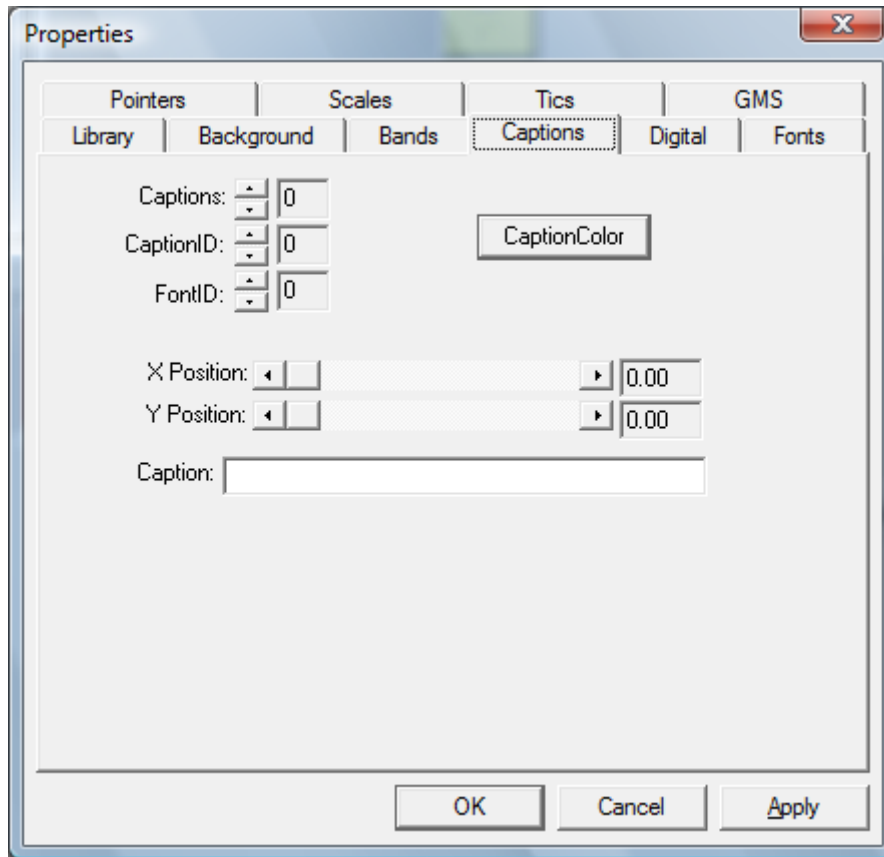 Properties
Pointers Scales Tics GMS
Library Background Bands Captions Digital Fonts
Captions: 0
CaptionID: 0 CaptionColor
FontID: 0
X Position: 0.00
Y Position: 0.00
Caption:
OK Cancel Apply